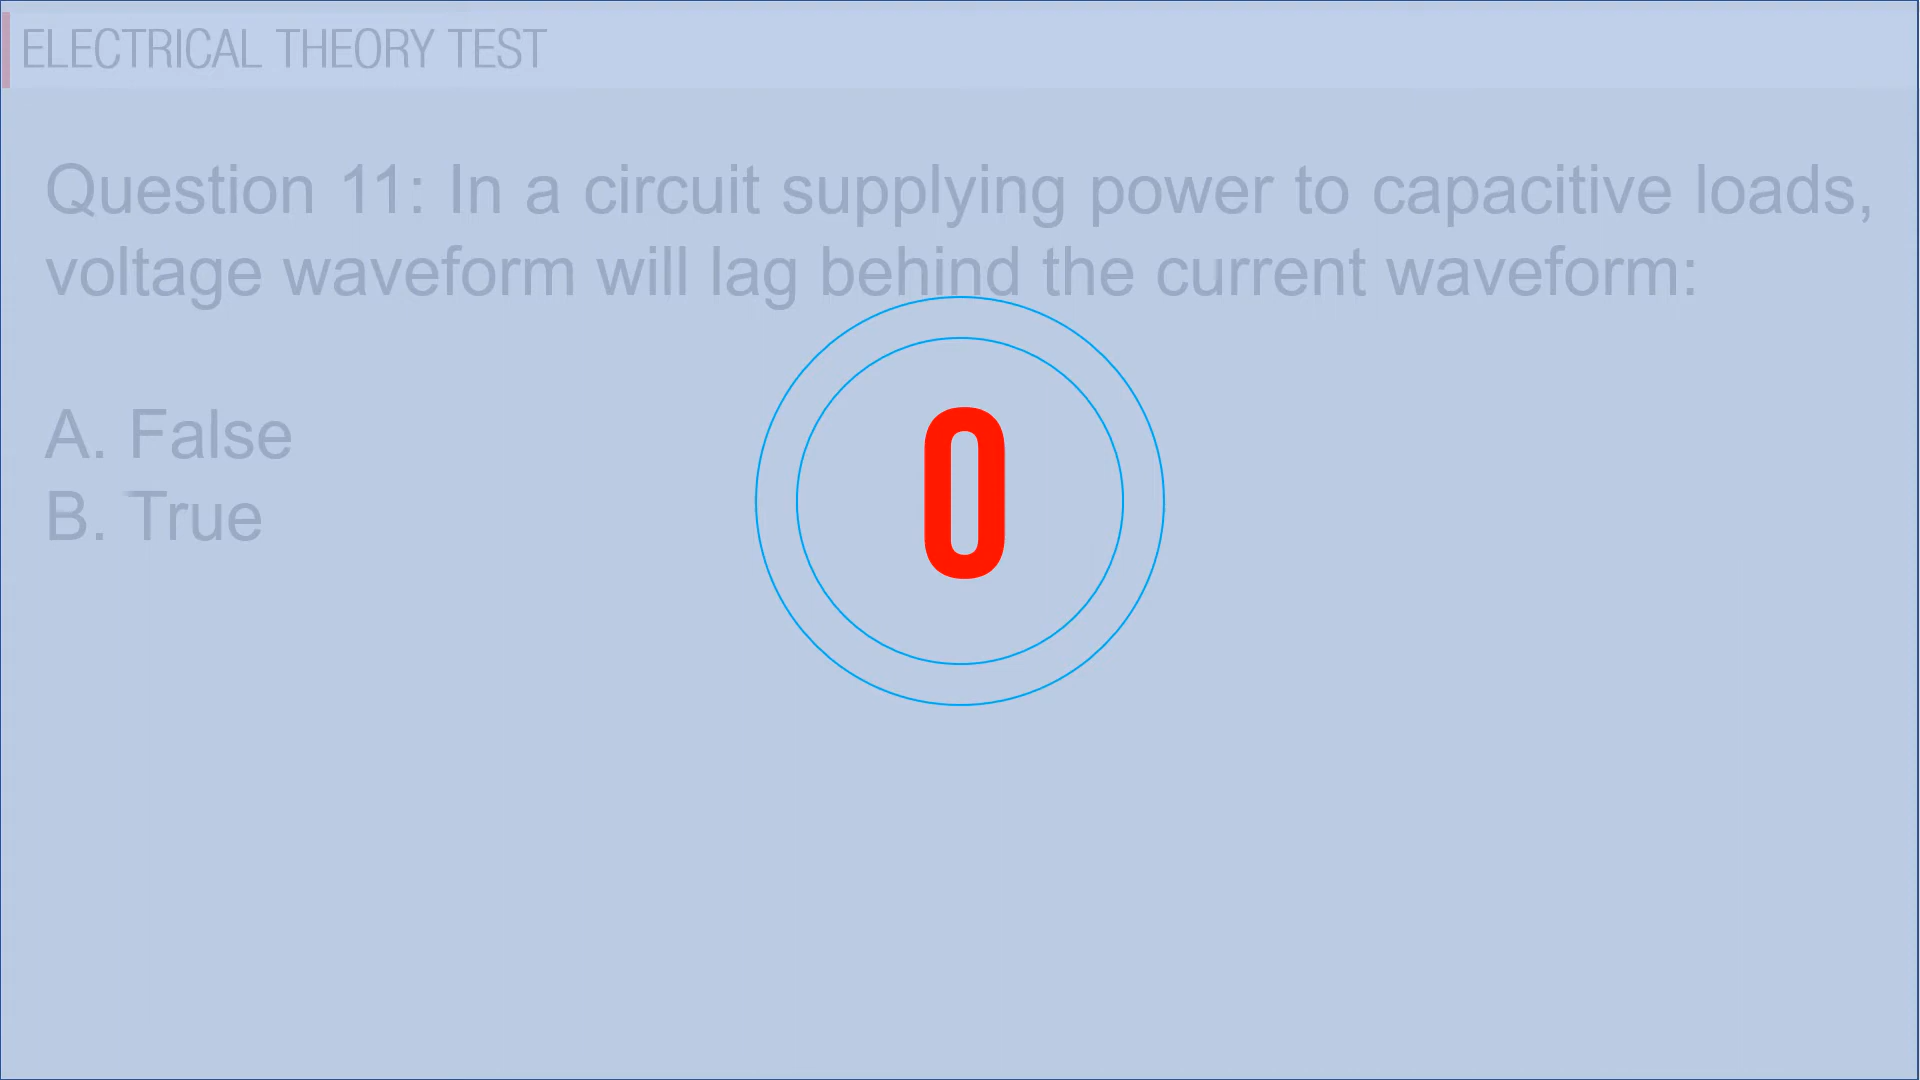 ELECTRICAL THEORY TEST
Question 11: In a circuit supplying power to capacitive loads,
voltage waveform will lag behind the current waveform:
A. False
B. True
0